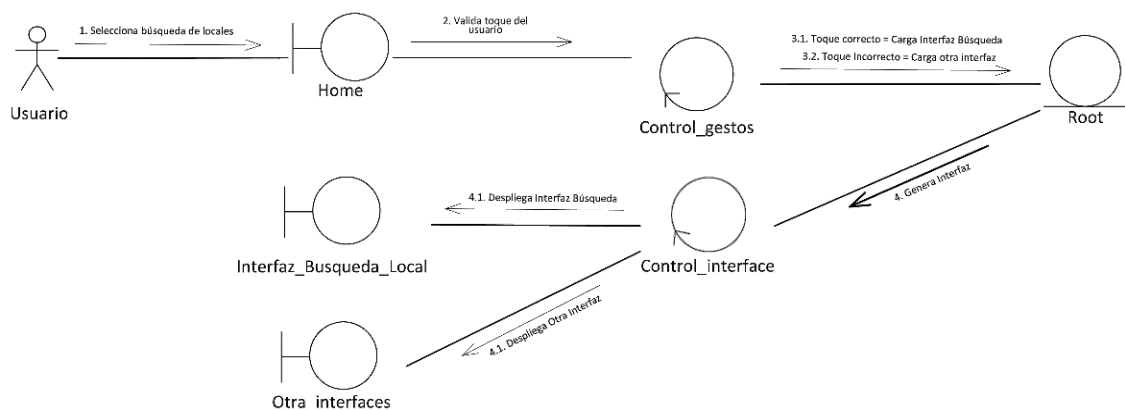 1. Selecciona búsqueda de locales
2. Valida toque del
usuario
3.1. Toque correcto = Carga Interfaz Búsqueda
3.2. Toque Incorrecto = Carga otra interfaz
Usuario
Home
Control_gestos
Root
4. Genera Interfaz
4.1. Despliega Interfaz Búsqueda
Interfaz_Busqueda_Local
Control_interface
4.1. Despliega Otra Interfaz
Otra interfaces